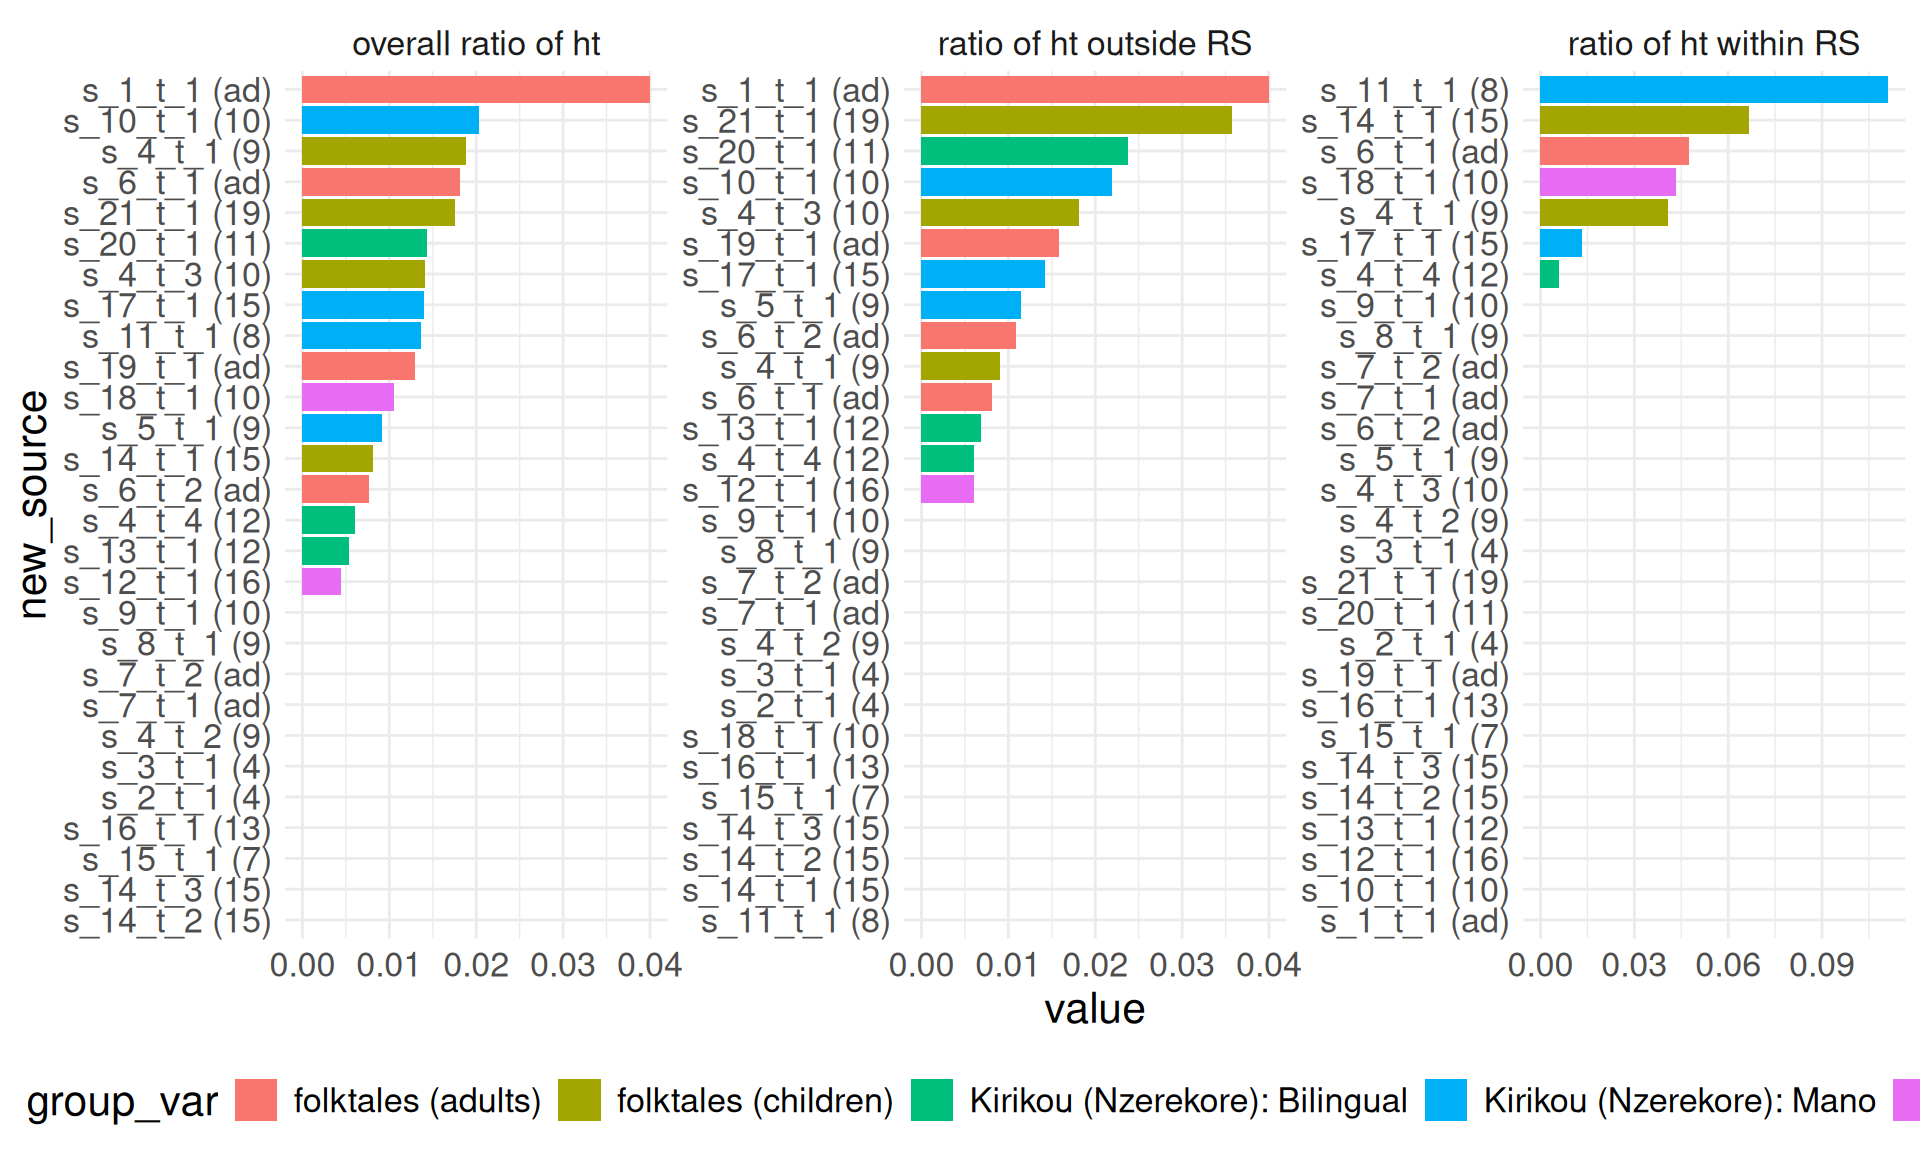 overall ratio of ht
ratio of ht outside RS
ratio of ht within RS
new_source
s_1_t_1 (ad)
s_10_t_1 (10)
s_4_t_1 (9)
s_6_t_1 (ad)
s_21_t_1 (19)
s_20_t_1 (11)
s_4_t_3 (10)
s_17_t_1 (15)
s_11_t_1 (8)
s_19_t_1 (ad)
s_18_t_1 (10)
s_5_t_1 (9)
s_14_t_1 (15)
s_6_t_2 (ad)
s_4_t_4 (12)
s_13_t_1 (12)
s_12_t_1 (16)
s_9_t_1 (10)
s_8_t_1 (9)
s_7_t_2 (ad)
s_7_t_1 (ad)
s_4_t_2 (9)
s_3_t_1 (4)
s_2_t_1 (4)
s_16_t_1 (13)
s_15_t_1 (7)
s_14_t_3 (15)
s_14_t_2 (15)
0.00 0.01 0.02 0.03 0.04
s_1_t_1 (ad)
s_21_t_1 (19)
s_20_t_1 (11)
s_10_t_1 (10)
s_4_t_3 (10)
s_19_t_1 (ad)
s_17_t_1 (15)
s_5_t_1 (9)
s_6_t_2 (ad)
s_4_t_1 (9)
s_6_t_1 (ad)
s_13_t_1 (12)
s_4_t_4 (12)
s_12_t_1 (16)
s_9_t_1 (10)
s_8_t_1 (9)
s_7_t_2 (ad)
s_7_t_1 (ad)
s_4_t_2 (9)
s_3_t_1 (4)
s_2_t_1 (4)
s_18_t_1 (10)
s_16_t_1 (13)
s_15_t_1 (7)
s_14_t_3 (15)
s_14_t_2 (15)
s_14_t_1 (15)
s_11_t_1 (8)
0.00 0.01 0.02 0.03 0.04
s_11_t_1 (8)
s_14_t_1 (15)
s_6_t_1 (ad)
s_18_t_1 (10)
s_4_t_1 (9)
s_17_t_1 (15)
s_4_t_4 (12)
s_9_t_1 (10)
s_8_t_1 (9)
s_7_t_2 (ad)
s_7_t_1 (ad)
s_6_t_2 (ad)
s_5_t_1 (9)
s_4_t_3 (10)
s_4_t_2 (9)
s_3_t_1 (4)
s_21_t_1 (19)
s_20_t_1 (11)
s_2_t_1 (4)
s_19_t_1 (ad)
s_16_t_1 (13)
s_15_t_1 (7)
s_14_t_3 (15)
s_14_t_2 (15)
s_13_t_1 (12)
s_12_t_1 (16)
s_10_t_1 (10)
s_1_t_1 (ad)
0.00 0.03 0.06 0.09
value
group_var folktales (adults) folktales (children) Kirikou (Nzerekore): Bilingual Kirikou (Nzerekore): Mano